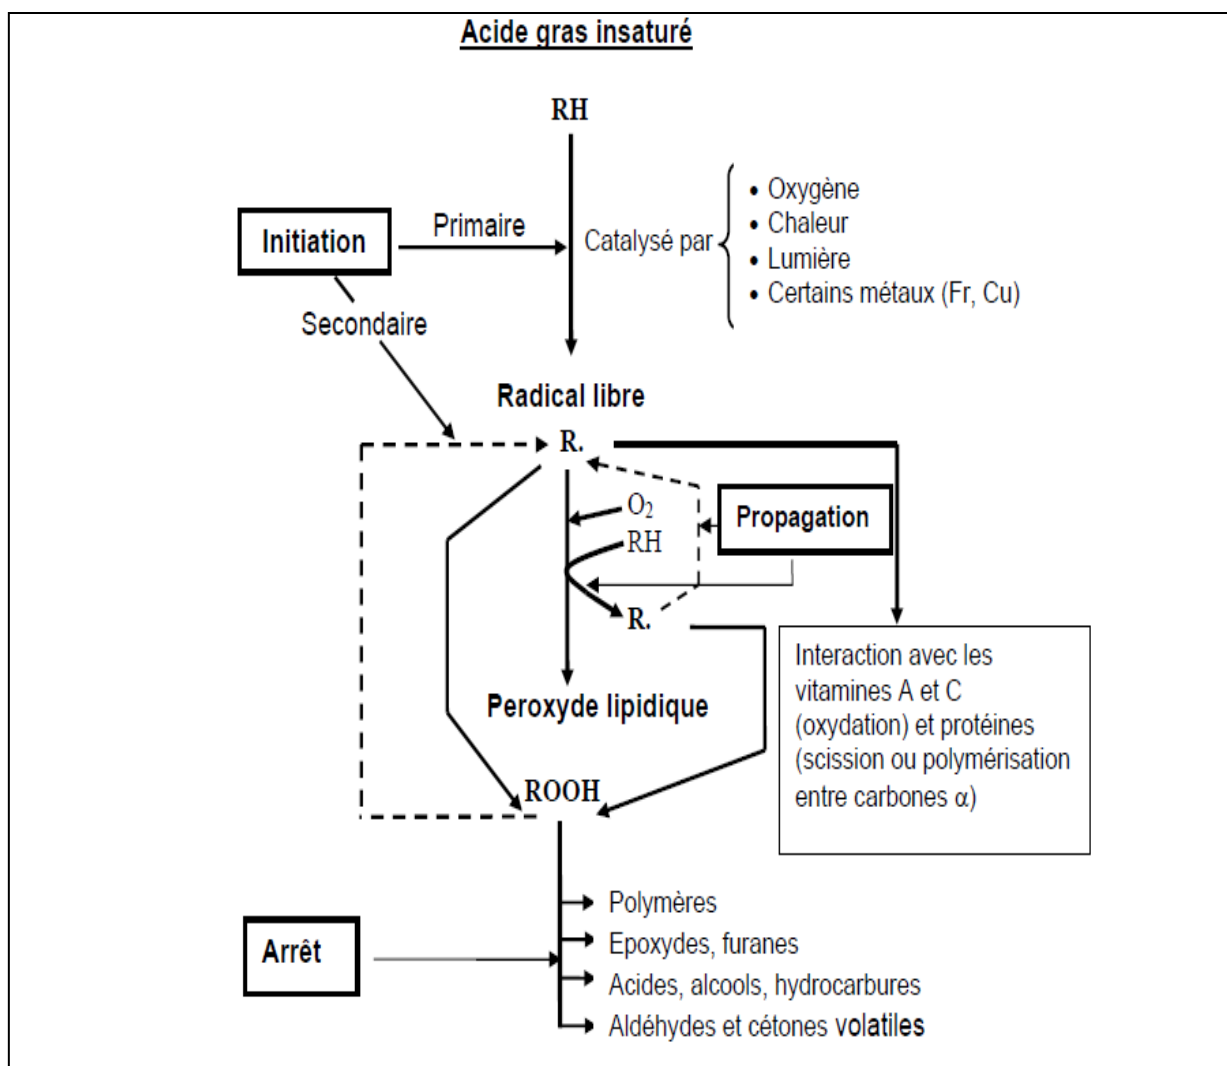 Acide gras insaturé
RH
Initiation
Primaire
Catalysé par
• Oxygène
• Chaleur
• Lumière
• Certains métaux (Fr, Cu)
Secondaire
Radical libre
R.
O₂
RH
Propagation
R.
Peroxyde lipidique
ROOH
Interaction avec les
vitamines A et C
(oxydation) et protéines
(scission ou polymérisation
entre carbones α)
Arrêt
Polymères
Epoxydes, furanes
Acides, alcools, hydrocarbures
Aldéhydes et cétones volatiles